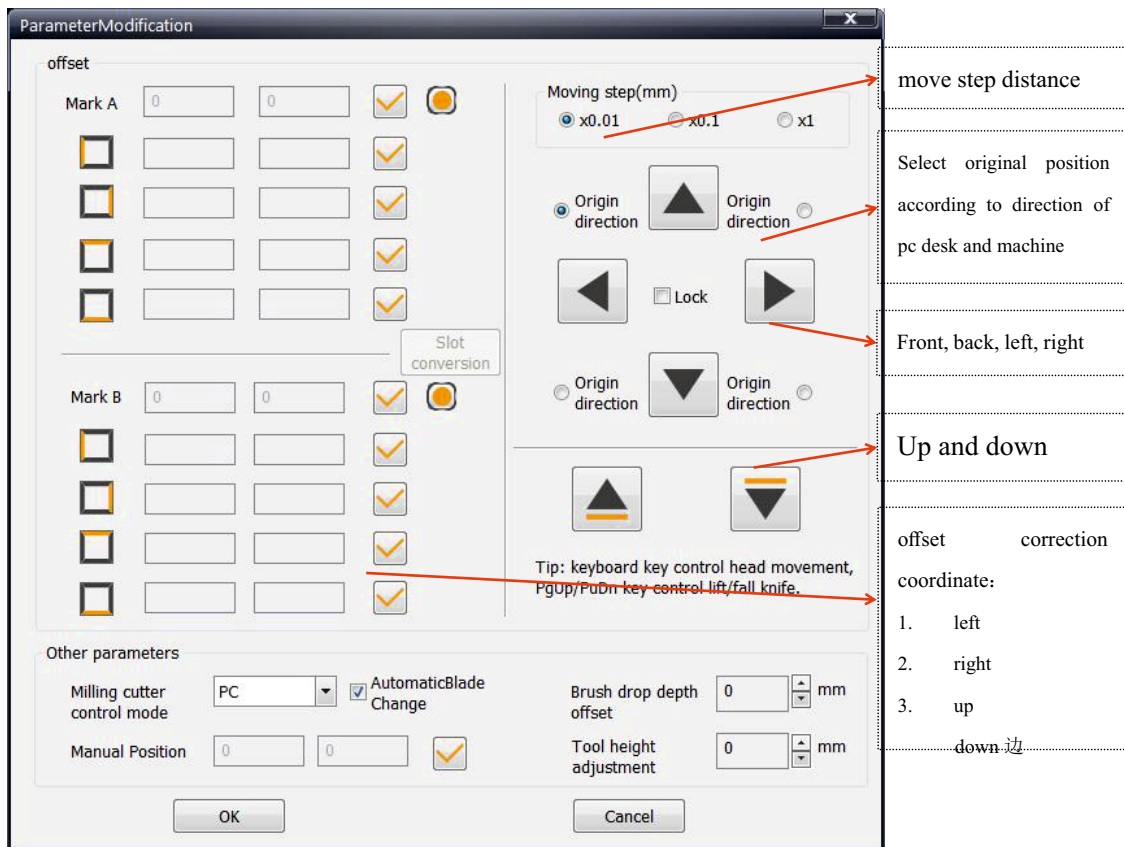 ParameterModification
x
offset
Mark A 0 0
Slot
conversion
Mark B 0 0
Moving step(mm)
x0.01 x0.1 x1
Origin
direction
Origin
direction
Lock
Origin
direction
Origin
direction
Tip: keyboard key control head movement,
PgUp/PuDn key control lift/fall knife.
Other parameters
Milling cutter
control mode
PC
AutomaticBlade
Change
Brush drop depth
offset
0 mm
Manual Position 0 0
Tool height
adjustment
0 mm
OK Cancel
move step distance
Select original position
according to direction of
pc desk and machine
Front, back, left, right
Up and down
offset correction
coordinate：
1. left
2. right
3. up
down 边